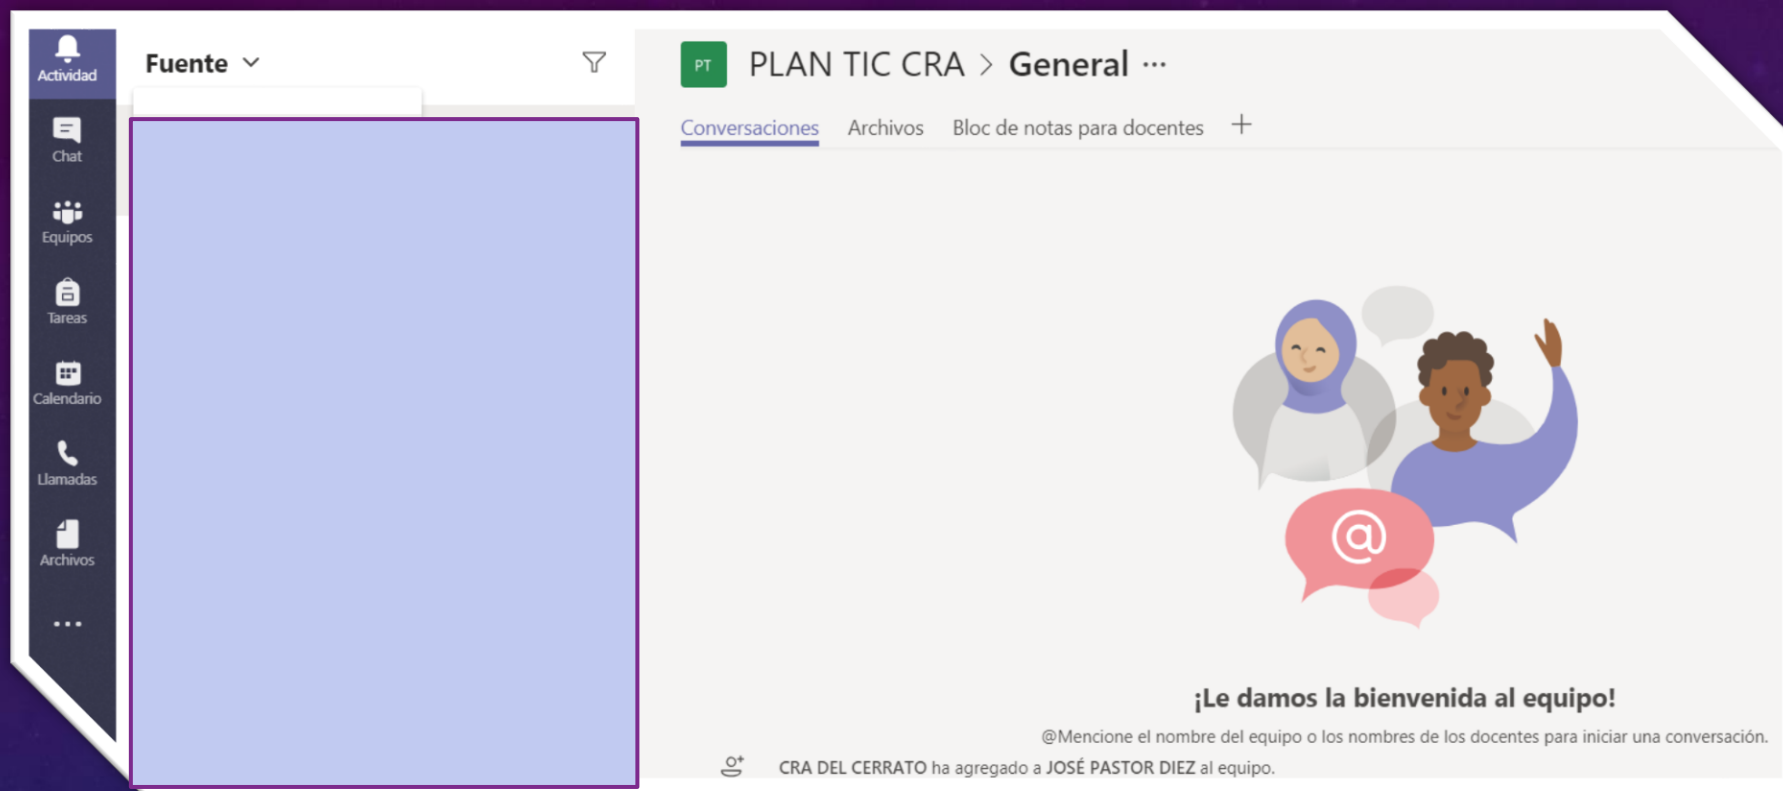 Actividad
Chat
Equipos
Tareas
Calendario
Llamadas
Archivos
...
Fuente
PT
PLAN TIC CRA > General ...
Conversaciones Archivos Bloc de notas para docentes +
@
¡Le damos la bienvenida al equipo!
@Mencione el nombre del equipo o los nombres de los docentes para iniciar una conversación.
CRA DEL CERRATO ha agregado a JOSÉ PASTOR DIEZ al equipo.